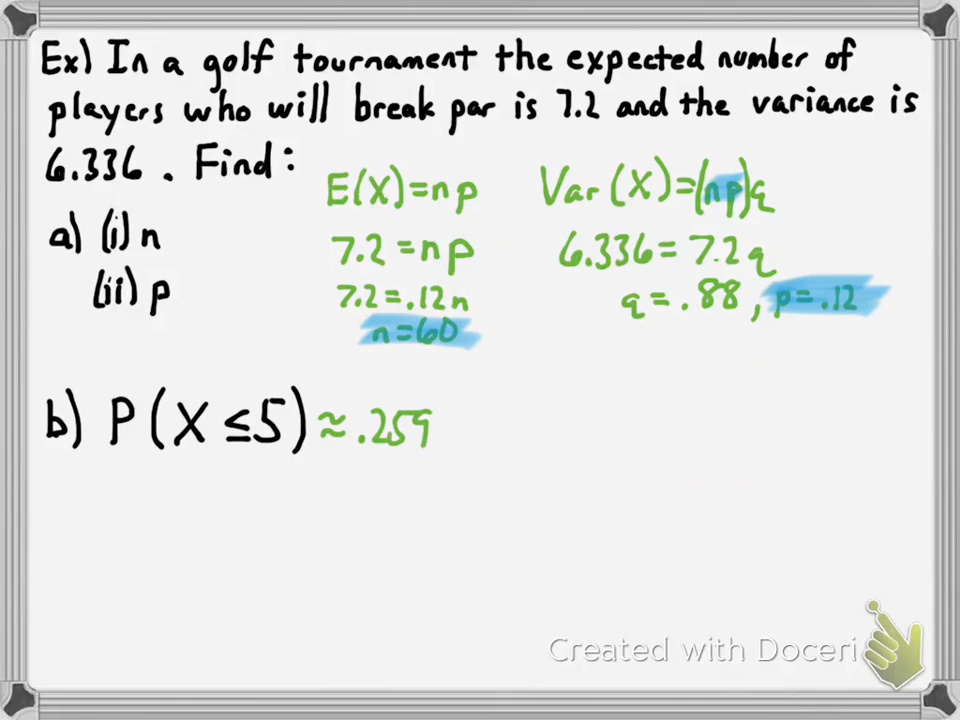 Ex) In a golf tournament the expected number of
players who will break par is 7.2 and the variance is
6.336. Find:
E(X)=np Var(X)=(np)q
a) (i) n
7.2=np 6.336=7.2q
(ii) p
7.2=.12n q=.88, p=.12
n=60
b) P(X≤5)≈.259
Created with Doceri